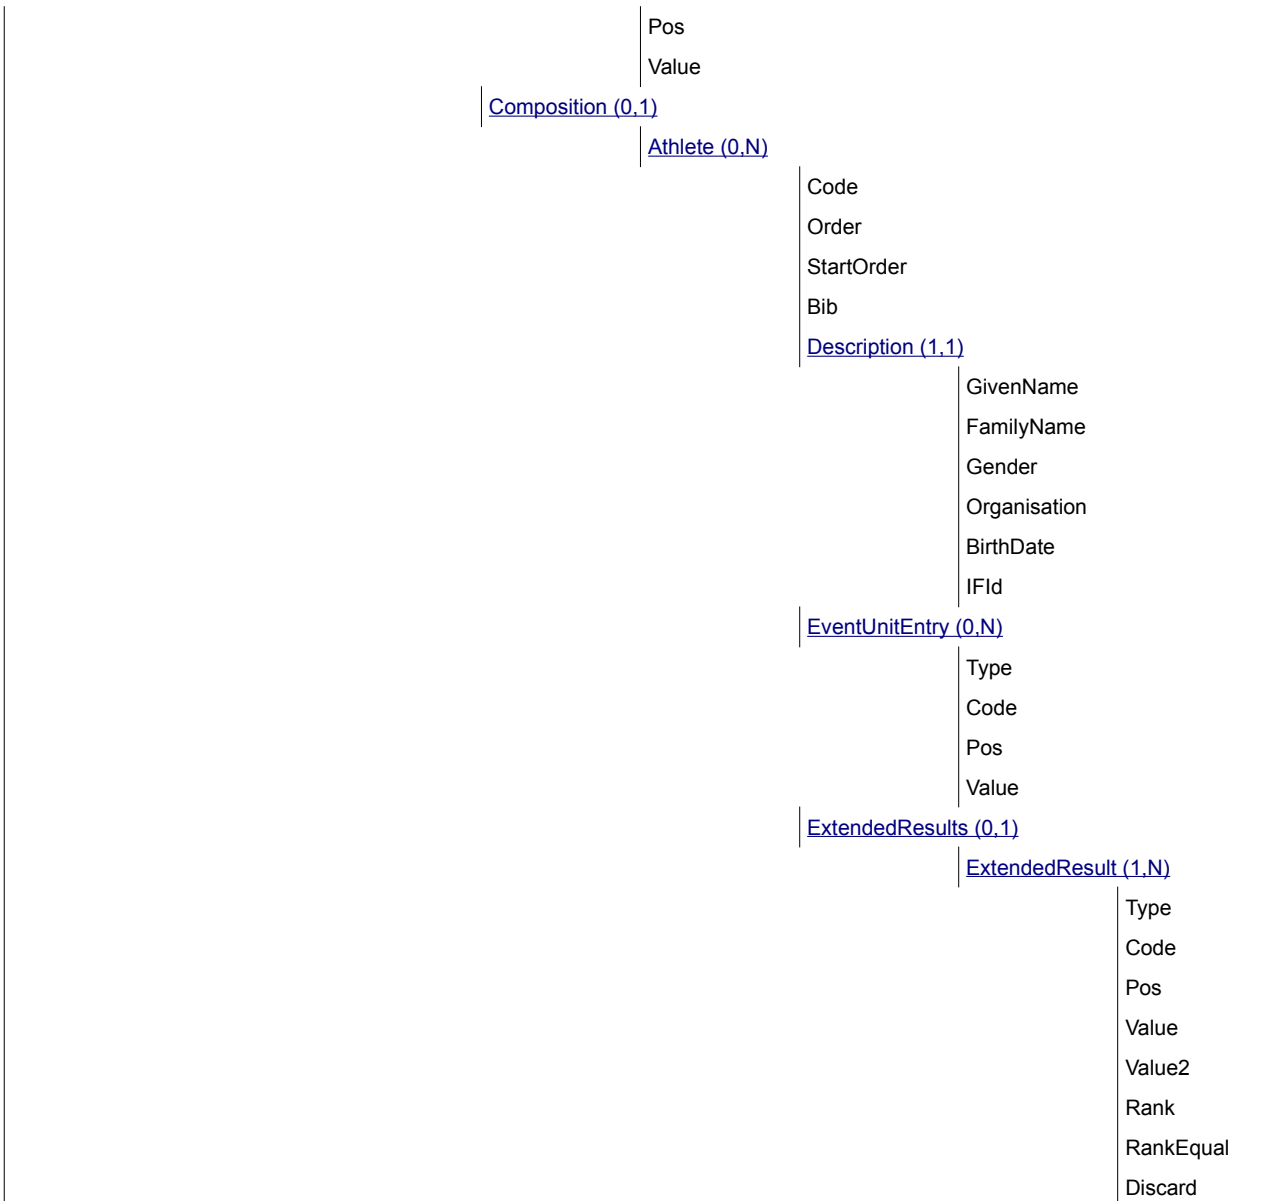 Pos
Value
Composition (0,1)
Athlete (0,N)
Code
Order
StartOrder
Bib
Description (1,1)
GivenName
FamilyName
Gender
Organisation
BirthDate
IFId
EventUnitEntry (0,N)
Type
Code
Pos
Value
ExtendedResults (0,1)
ExtendedResult (1,N)
Type
Code
Pos
Value
Value2
Rank
RankEqual
Discard